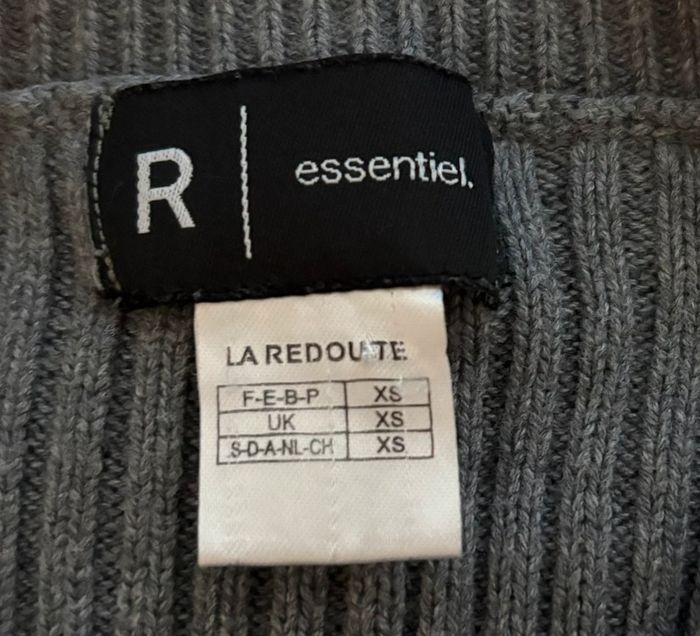 R | essentiel.
LA REDOUTE
F-E-B-P XS
UK XS
S-D-A-NL-CH XS